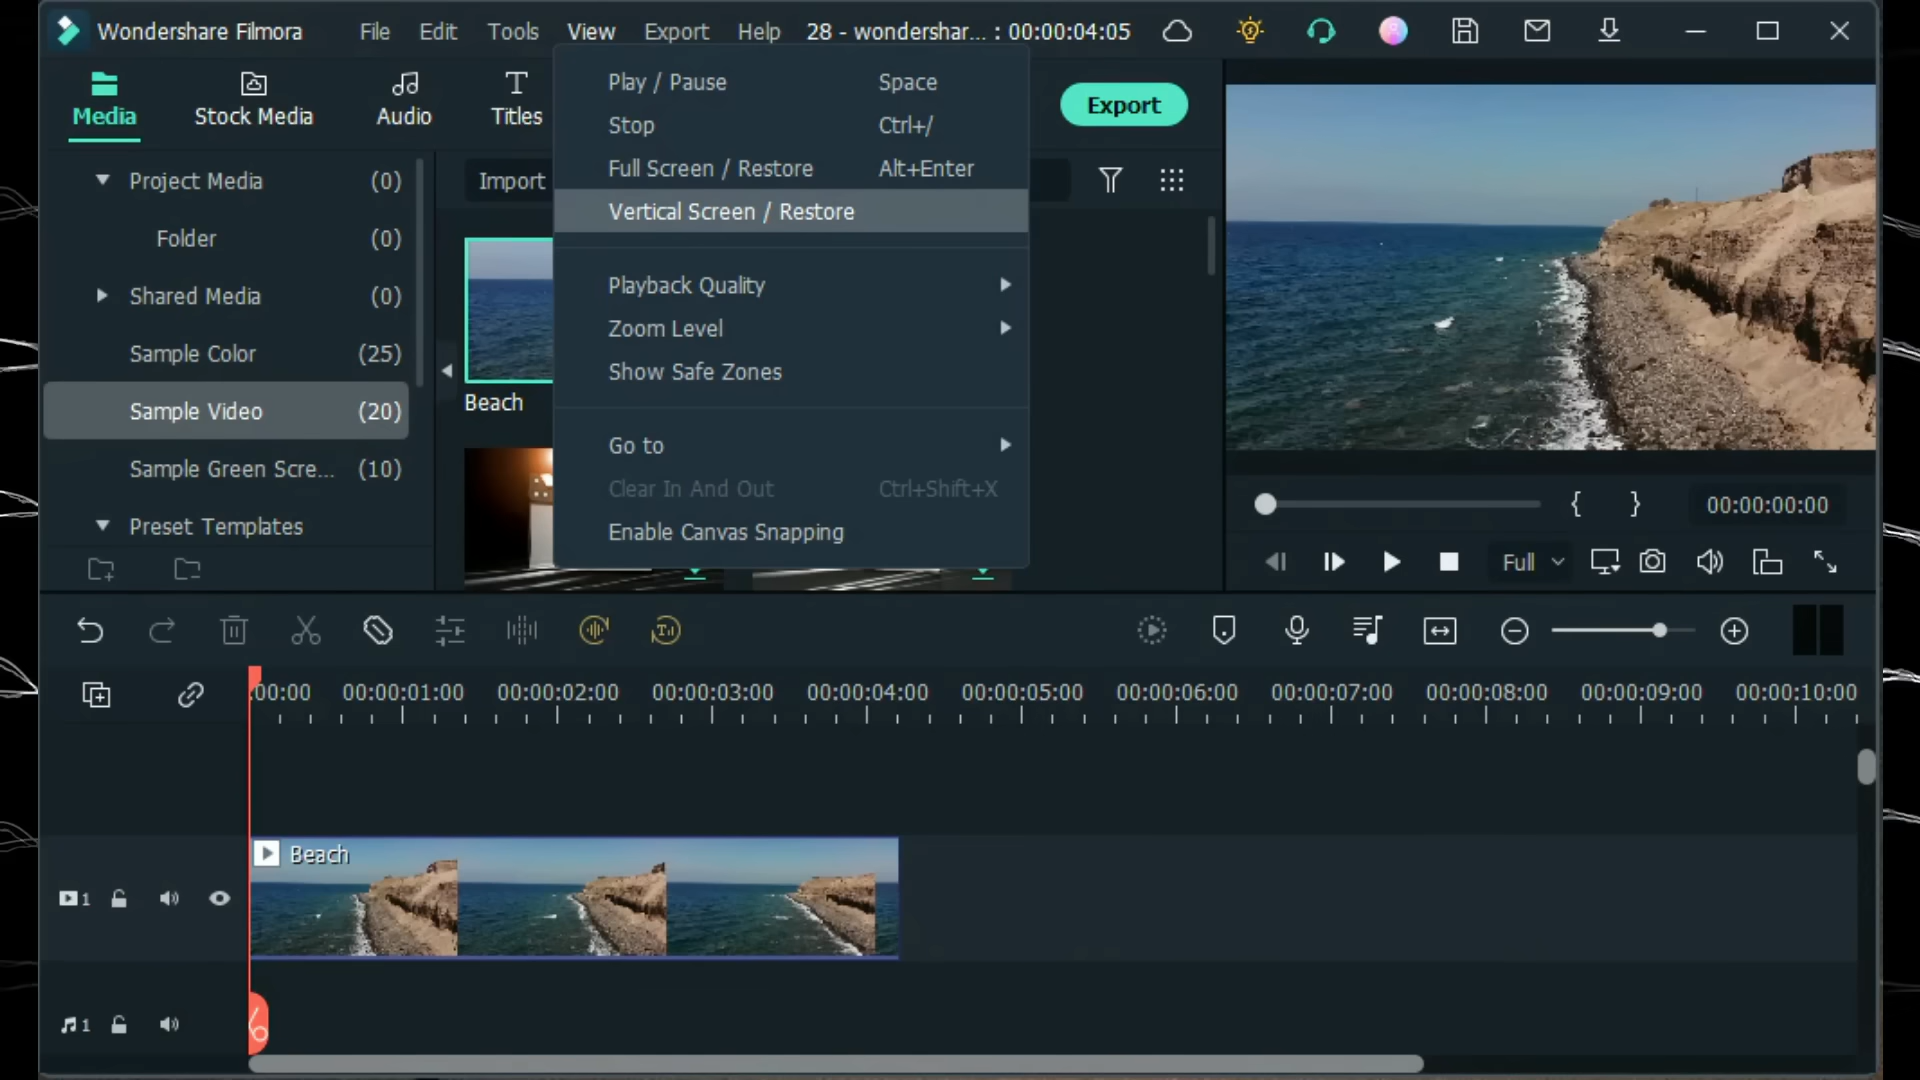 Wondershare Filmora
File Edit Tools View Export Help 28 - wondershar... : 00:00:04:05
Media
Stock Media
Audio
Titles
Play / Pause Space
Stop Ctrl+/
Full Screen / Restore Alt+Enter
Vertical Screen / Restore
Playback Quality
Zoom Level
Show Safe Zones
Go to
Clear In And Out Ctrl+Shift+X
Enable Canvas Snapping
Export
Project Media (0)
Folder (0)
Shared Media (0)
Sample Color (25)
Sample Video (20)
Sample Green Scre... (10)
Preset Templates
Import
Beach
{ } 00:00:00:00
Full
:00:00 00:00:01:00 00:00:02:00 00:00:03:00 00:00:04:00 00:00:05:00 00:00:06:00 00:00:07:00 00:00:08:00 00:00:09:00 00:00:10:00
Beach
1
1